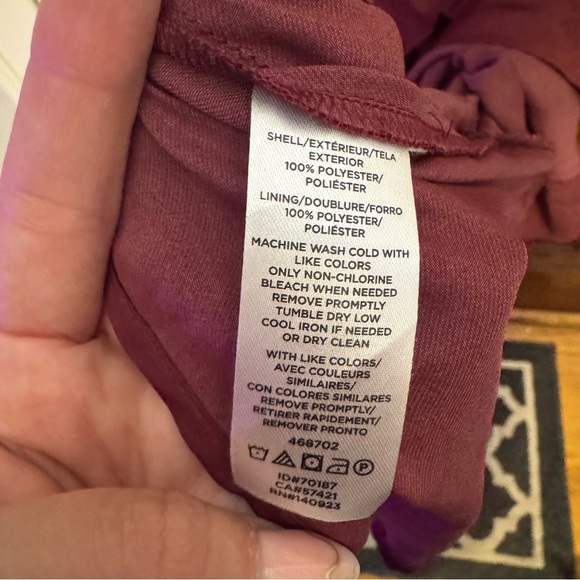 SHELL/EXTÉRIEUR/TELA
EXTERIOR
100% POLYESTER/
POLIÉSTER
LINING/DOUBLURE/FORRO
100% POLYESTER/
POLIÉSTER
MACHINE WASH COLD WITH
LIKE COLORS
ONLY NON-CHLORINE
BLEACH WHEN NEEDED
REMOVE PROMPTLY
TUMBLE DRY LOW
COOL IRON IF NEEDED
OR DRY CLEAN
WITH LIKE COLORS/
AVEC COULEURS
SIMILAIRES/
CON COLORES SIMILARES
REMOVE PROMPTLY/
RETIRER RAPIDEMENT/
REMOVER PRONTO
468702
P
ID#70187
CA#57421
RN#140923